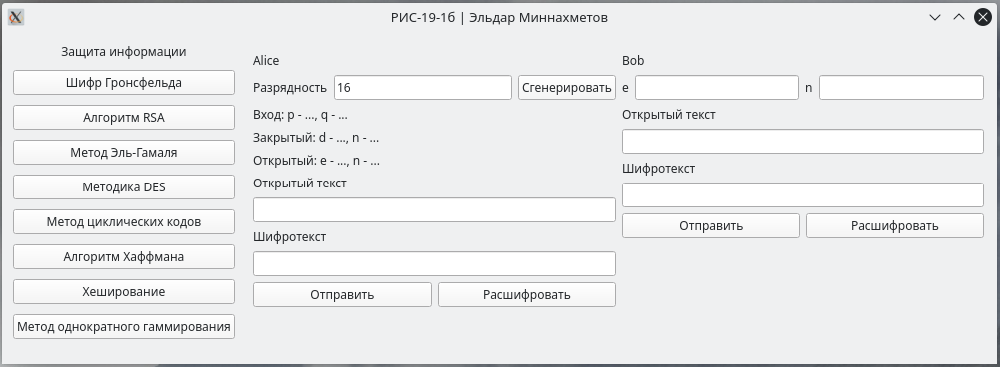 РИС-19-1б | Эльдар Миннахметов
Защита информации
Шифр Гронсфельда
Алгоритм RSA
Метод Эль-Гамаля
Методика DES
Метод циклических кодов
Алгоритм Хаффмана
Хеширование
Метод однократного гаммирования
Alice
Разрядность 16 Сгенерировать
Вход: p - ..., q - ...
Закрытый: d - ..., n - ...
Открытый: e - ..., n - ...
Открытый текст
Шифротекст
Отправить Расшифровать
Bob
e n
Открытый текст
Шифротекст
Отправить Расшифровать